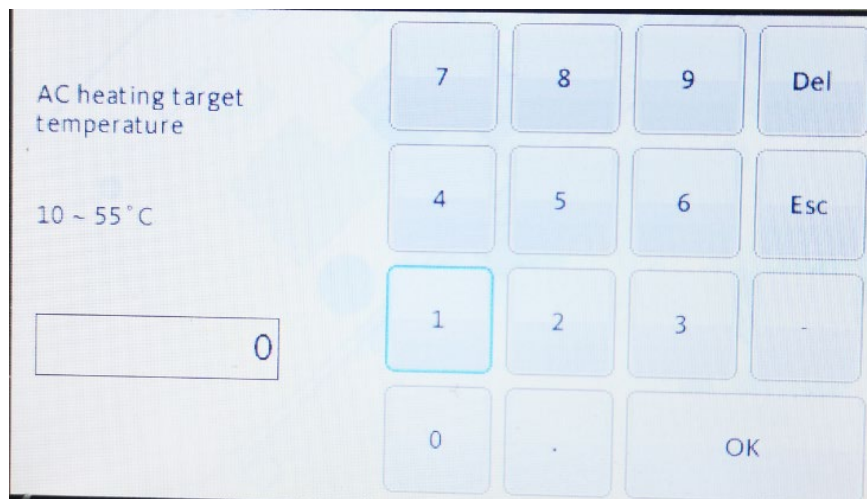 AC heating target
temperature
10 ~ 55°C
0
7 8 9 Del
4 5 6 Esc
1 2 3 -
0 . OK